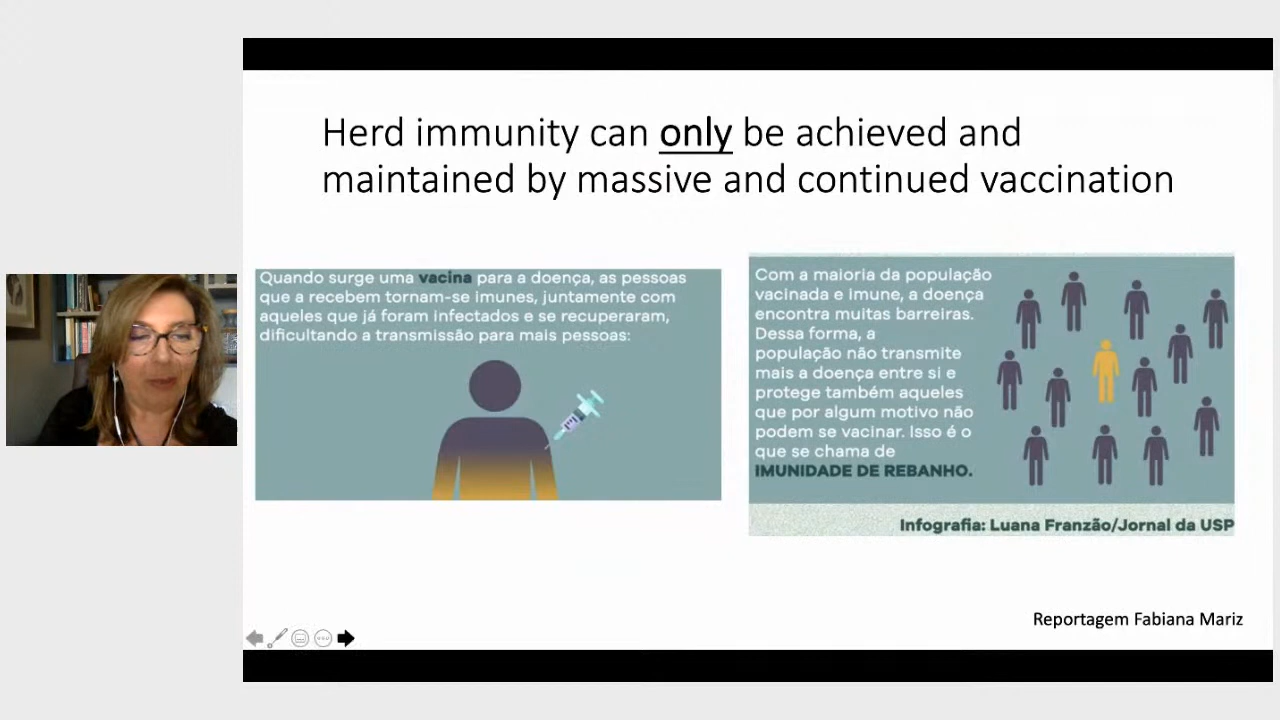 Herd immunity can only be achieved and
maintained by massive and continued vaccination
Quando surge uma vacina para a doença, as pessoas
que a recebem tornam-se imunes, juntamente com
aqueles que já foram infectados e se recuperaram,
dificultando a transmissão para mais pessoas:
Com a maioria da população
vacinada e imune, a doença
encontra muitas barreiras.
Dessa forma, a
população não transmite
mais a doença entre si e
protege também aqueles
que por algum motivo não
podem se vacinar. Isso é o
que se chama de
IMUNIDADE DE REBANHO.
Infografia: Luana Franzão/Jornal da USP
Reportagem Fabiana Mariz